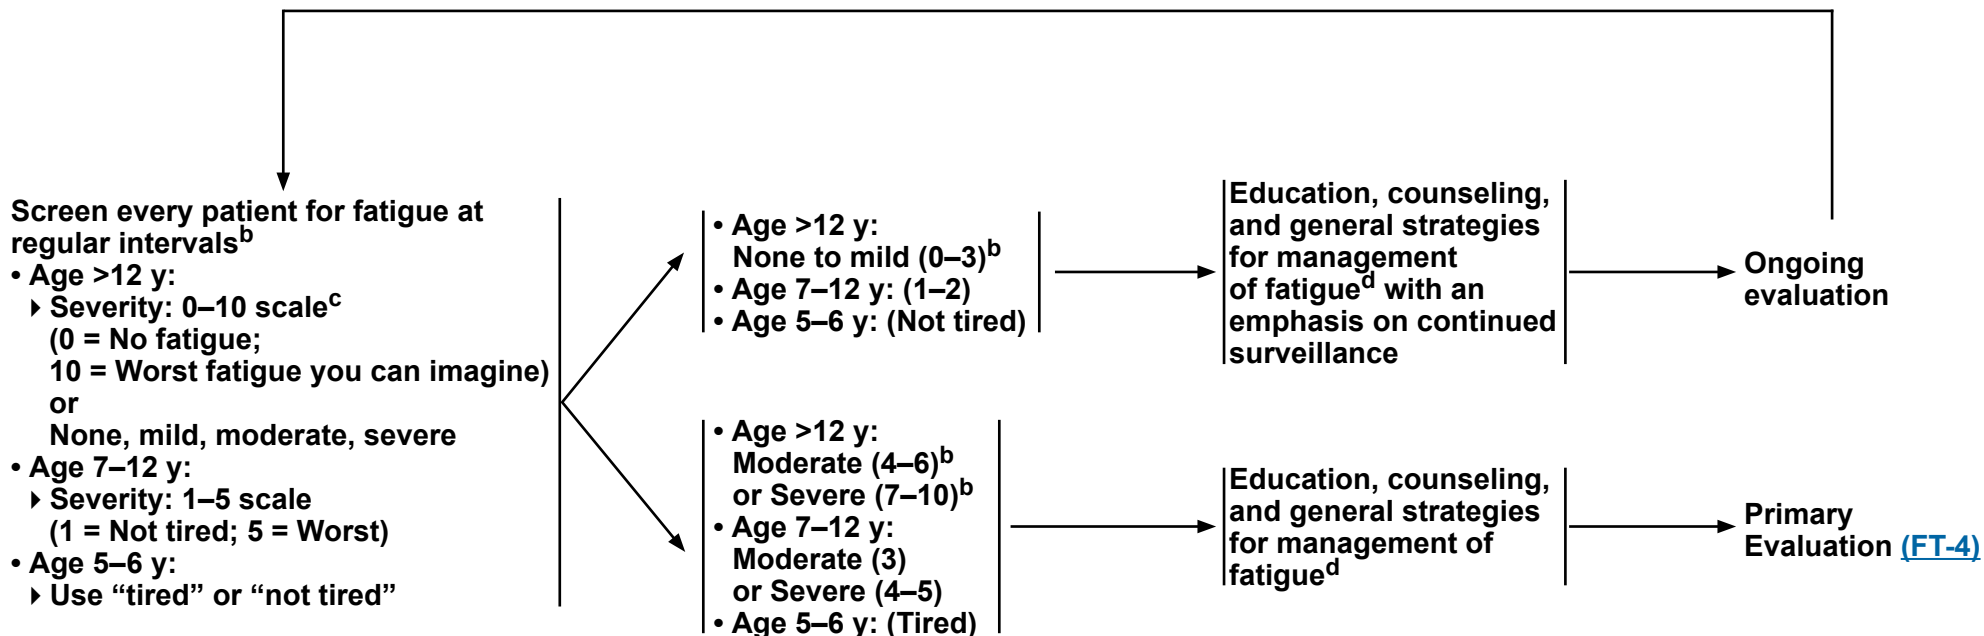 Screen every patient for fatigue at
regular intervalsb
• Age >12 y:
‣ Severity: 0–10 scalec
(0 = No fatigue;
10 = Worst fatigue you can imagine)
or
None, mild, moderate, severe
• Age 7–12 y:
‣ Severity: 1–5 scale
(1 = Not tired; 5 = Worst)
• Age 5–6 y:
‣ Use “tired” or “not tired”
• Age >12 y:
None to mild (0–3)b
• Age 7–12 y: (1–2)
• Age 5–6 y: (Not tired)
Education, counseling,
and general strategies
for management
of fatigued with an
emphasis on continued
surveillance
Ongoing
evaluation
• Age >12 y:
Moderate (4–6)b
or Severe (7–10)b
• Age 7–12 y:
Moderate (3)
or Severe (4–5)
• Age 5–6 y: (Tired)
Education, counseling,
and general strategies
for management of
fatigued
Primary
Evaluation (FT-4)